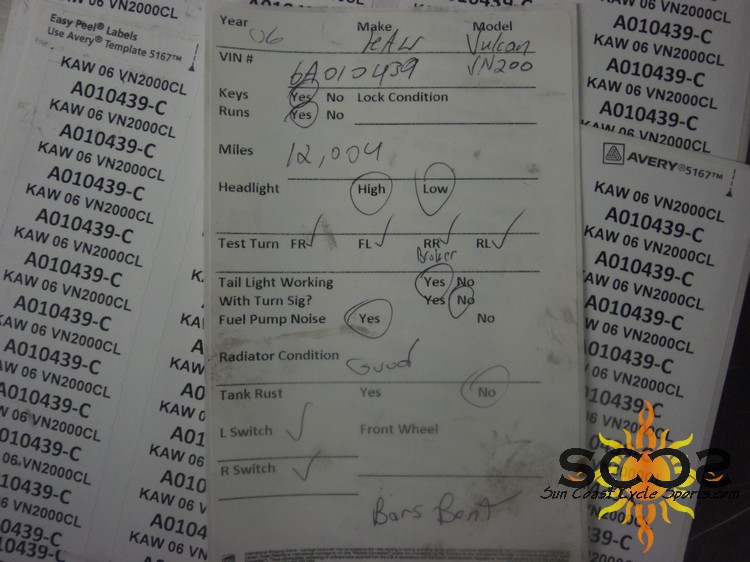 Easy Peel® Labels
Use Avery® Template 5167™
KAW 06 VN2000CL
A010439-C
KAW 06 VN2000CL
A010439-C
KAW 06 VN2000CL
A010439-C
KAW 06 VN2000CL
A010439-C
KAW 06 VN2000CL
A010439-C
KAW 06 VN2000CL
A010439-C
KAW 06 VN2000CL
A010439-C
KAW 06 VN2000CL
A010439-C
Year 06 Make KAW Model Vulcan
VIN # 6A010439 VN200
Keys Yes No Lock Condition
Runs Yes No
Miles 12,004
Headlight High Low
Test Turn FR✓ FL✓ RR✓ RL✓
Broker
Tail Light Working Yes No
With Turn Sig? Yes No
Fuel Pump Noise Yes No
Radiator Condition Good
Tank Rust Yes No
L Switch ✓ Front Wheel
R Switch ✓
Bars Bent
A010439-C
KAW 06 VN2000CL
A010439-C
KAW 06 VN2000CL
A010439-C
KAW 06 VN2000CL
AVERY® 5167™
KAW 06 VN2000CL
A010439-C
KAW 06 VN2000CL
A010439-C
KAW 06 VN2000CL
A010439-C
KAW 06 VN2000CL
SCCS
Sun Coast Cycle Sports.com